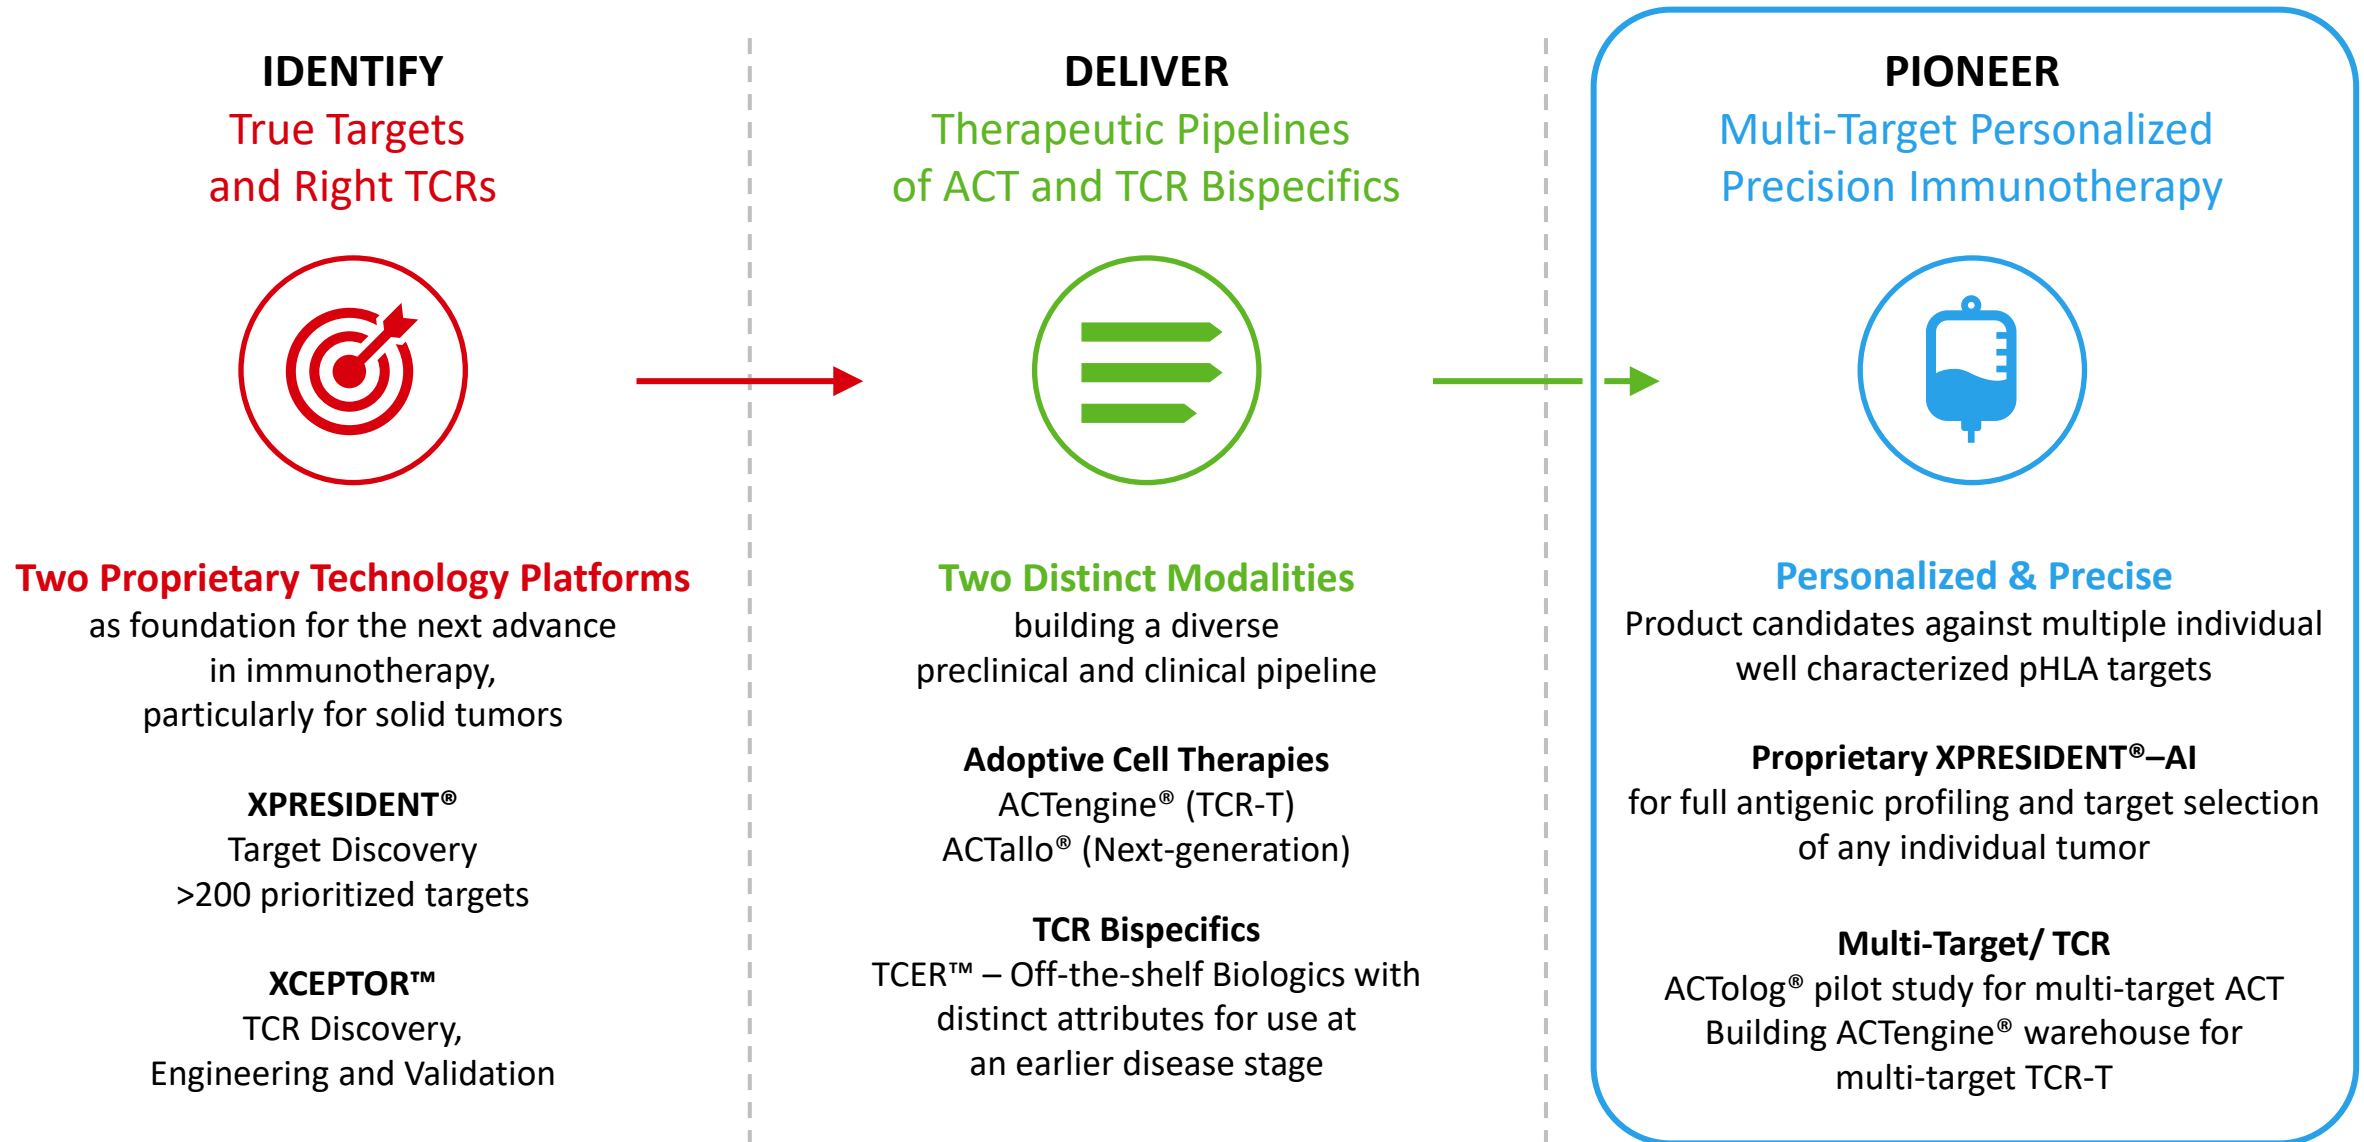 IDENTIFY
True Targets
and Right TCRs
Two Proprietary Technology Platforms
as foundation for the next advance
in immunotherapy,
particularly for solid tumors
XPRESIDENT®
Target Discovery
>200 prioritized targets
XCEPTOR™
TCR Discovery,
Engineering and Validation
DELIVER
Therapeutic Pipelines
of ACT and TCR Bispecifics
Two Distinct Modalities
building a diverse
preclinical and clinical pipeline
Adoptive Cell Therapies
ACTengine® (TCR-T)
ACTallo® (Next-generation)
TCR Bispecifics
TCER™ – Off-the-shelf Biologics with
distinct attributes for use at
an earlier disease stage
PIONEER
Multi-Target Personalized
Precision Immunotherapy
Personalized & Precise
Product candidates against multiple individual
well characterized pHLA targets
Proprietary XPRESIDENT®–AI
for full antigenic profiling and target selection
of any individual tumor
Multi-Target/ TCR
ACTolog® pilot study for multi-target ACT
Building ACTengine® warehouse for
multi-target TCR-T